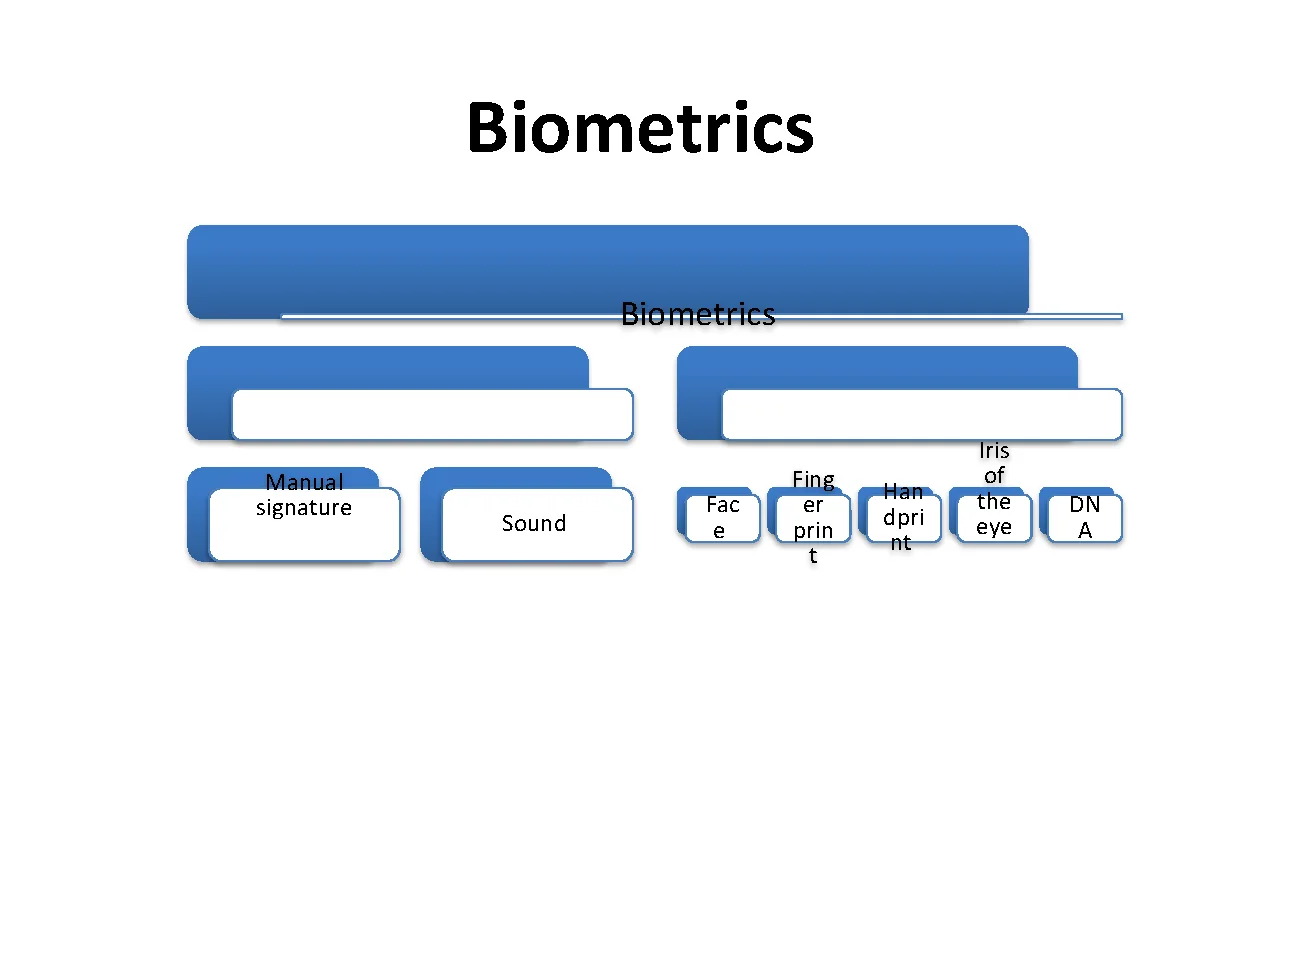 Biometrics
Biometrics
Manual
signature
Sound
Fac
e
Fing
er
prin
t
Han
dpri
nt
Iris
of
the
eye
DN
A